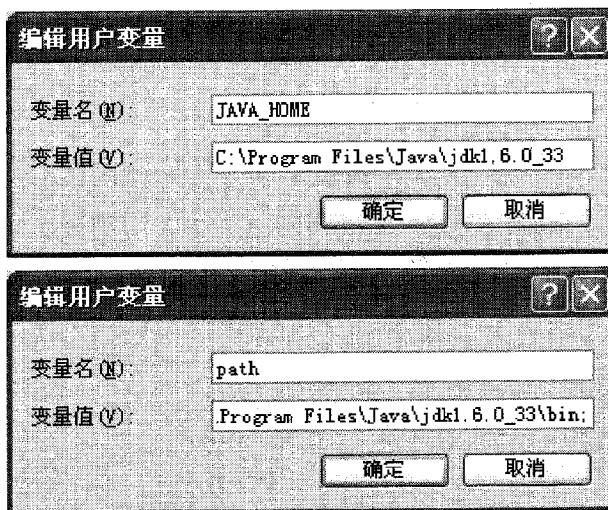 编辑用户变量
变量名(N):
JAVA_HOME
变量值(V):
C:\Program Files\Java\jdk1.6.0_33
确定
取消
编辑用户变量
变量名(N):
path
变量值(V):
.Program Files\Java\jdk1.6.0_33\bin;
确定
取消